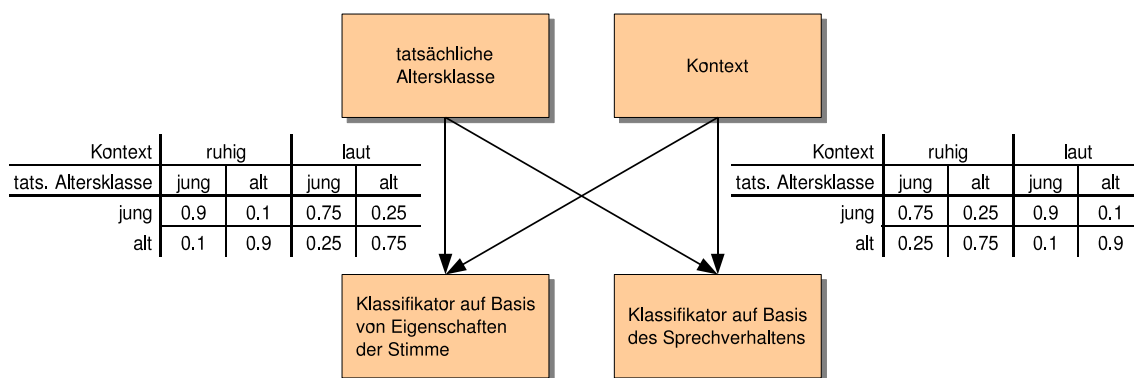 tatsächliche
Altersklasse
Kontext
Kontext ruhig laut
tats. Altersklasse jung alt jung alt
jung 0.9 0.1 0.75 0.25
alt 0.1 0.9 0.25 0.75
Kontext ruhig laut
tats. Altersklasse jung alt jung alt
jung 0.75 0.25 0.9 0.1
alt 0.25 0.75 0.1 0.9
Klassifikator auf Basis
von Eigenschaften
der Stimme
Klassifikator auf Basis
des Sprechverhaltens